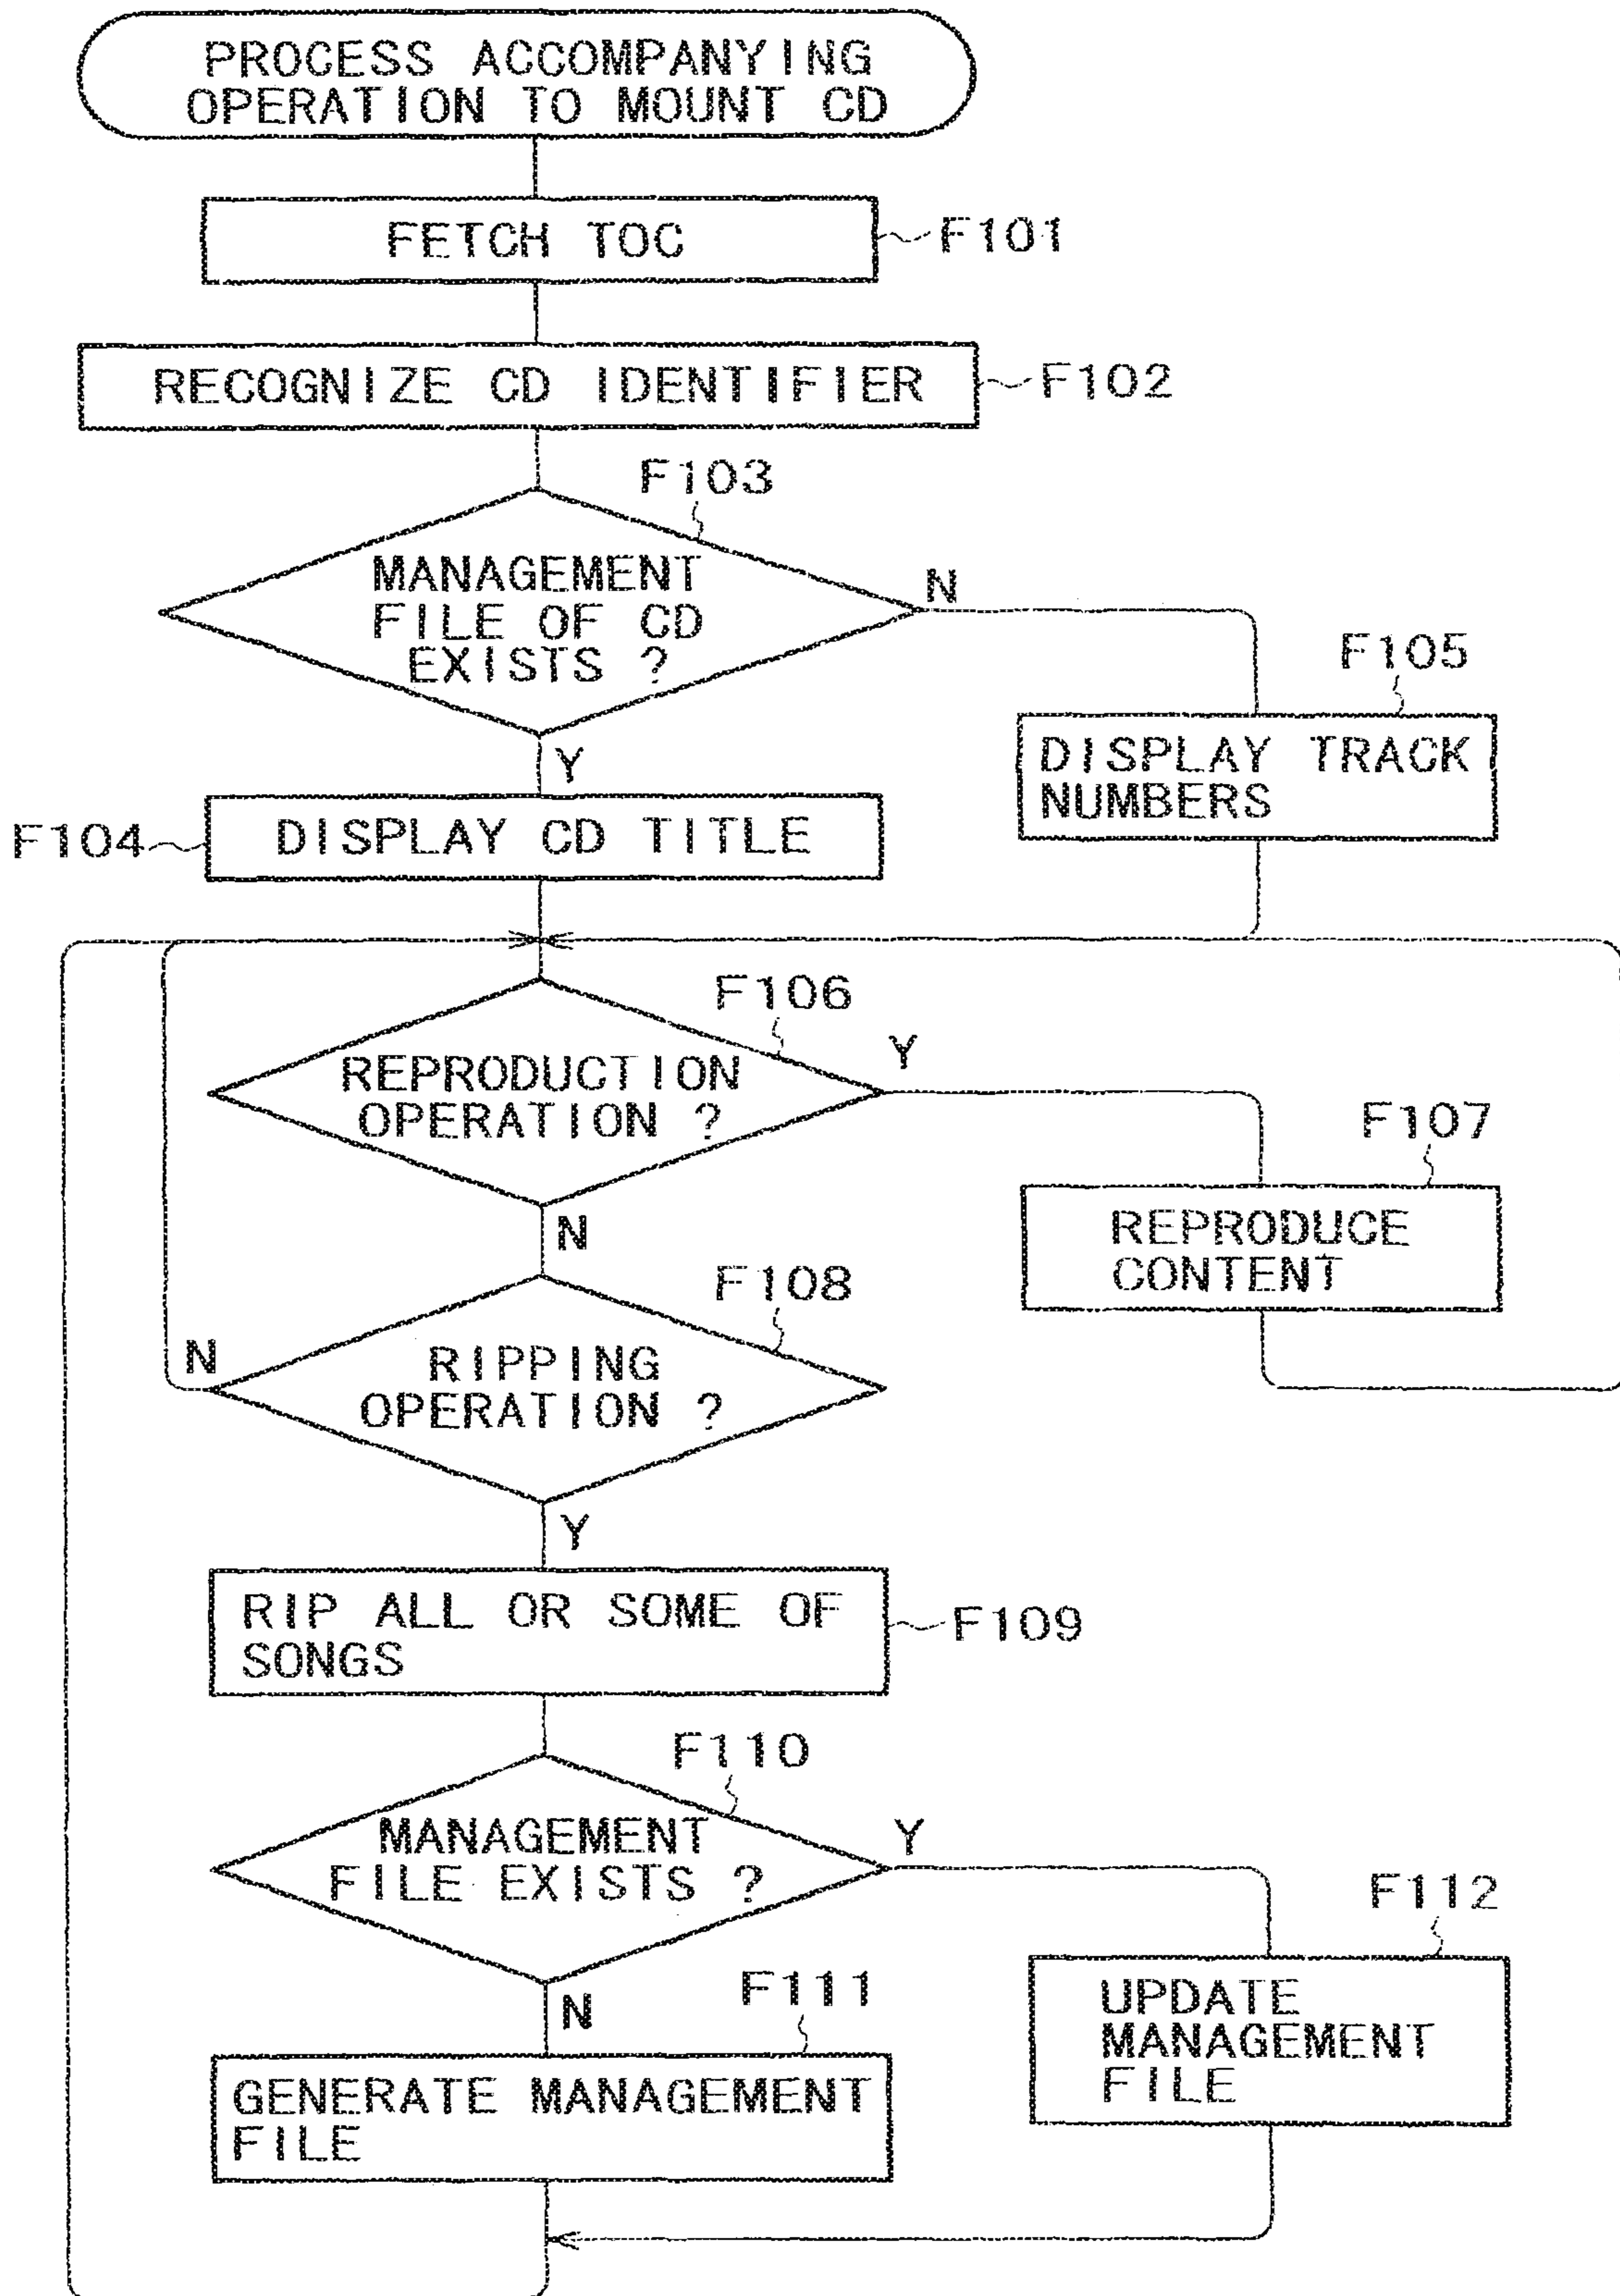 PROCESS ACCOMPANYING
OPERATION TO MOUNT CD
FETCH TOC
F101
RECOGNIZE CD IDENTIFIER
F102
F103
MANAGEMENT
FILE OF CD
EXISTS ?
N
Y
F105
DISPLAY TRACK
NUMBERS
F104
DISPLAY CD TITLE
F106
REPRODUCTION
OPERATION ?
Y
N
F107
REPRODUCE
CONTENT
F108
RIPPING
OPERATION ?
N
Y
RIP ALL OR SOME OF
SONGS
F109
F110
MANAGEMENT
FILE EXISTS ?
Y
N
F112
UPDATE
MANAGEMENT
FILE
F111
GENERATE MANAGEMENT
FILE